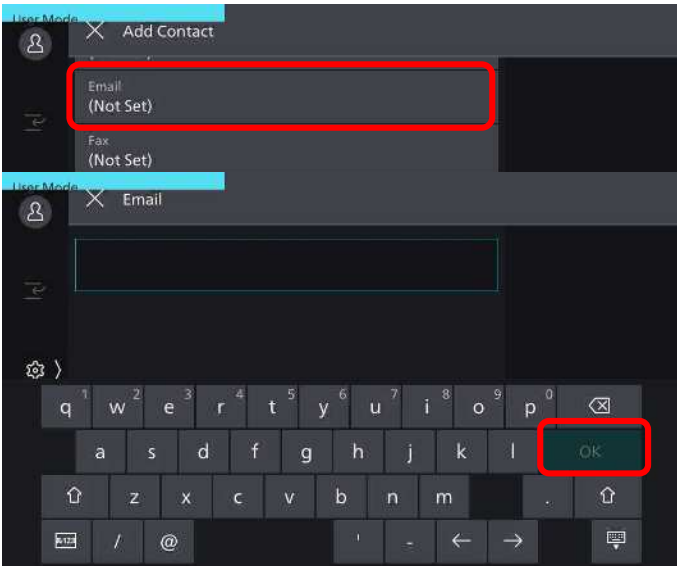 User Mode
Add Contact
Email
(Not Set)
Fax
(Not Set)
User Mode
Email
q 1 w 2 e 3 r 4 t 5 y 6 u 7 i 8 o 9 p 0
a s d f g h j k l OK
z x c v b n m .
&123 / @ ' - ← →